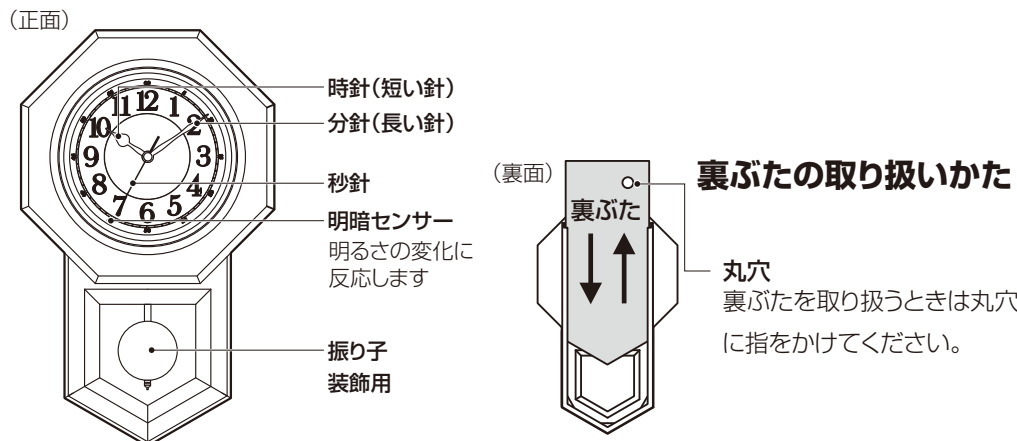 （正面）
12
1
2
3
4
5
6
7
8
9
10
11
時針（短い針）
分針（長い針）
秒針
明暗センサー
明るさの変化に
反応します
振り子
装飾用
（裏面）
裏ぶたの取り扱いかた
裏ぶた
丸穴
裏ぶたを取り扱うときは丸穴
に指をかけてください。